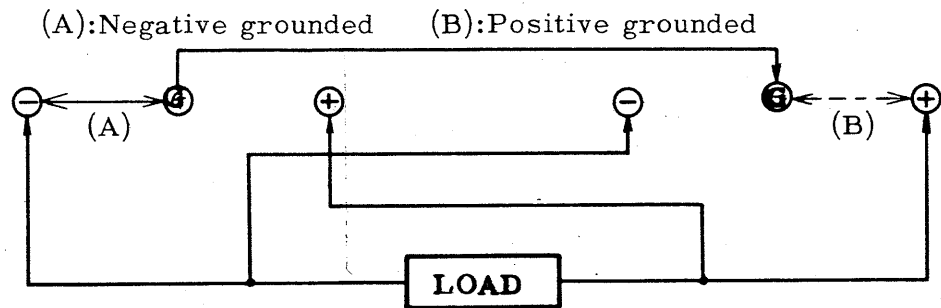 (A):Negative grounded (B):Positive grounded
− G + − G +
(A) (B)
LOAD